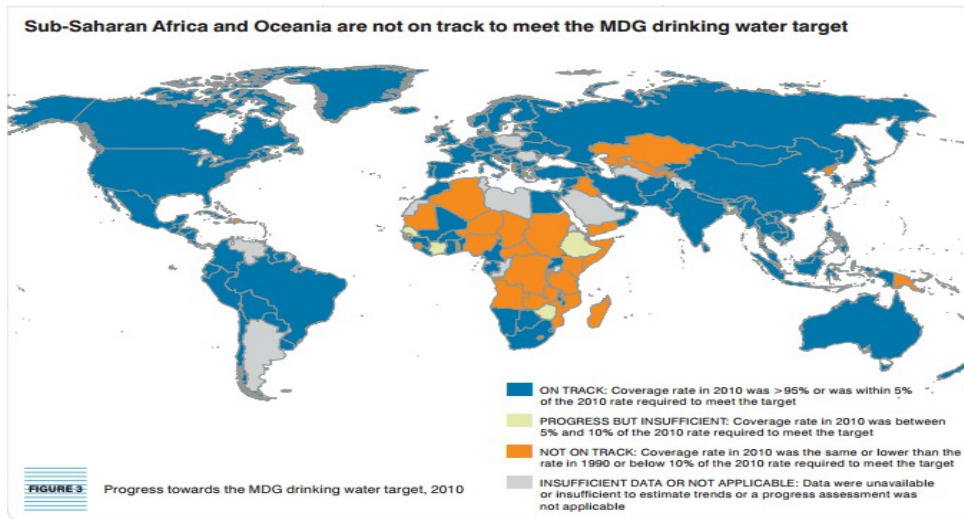 Sub-Saharan Africa and Oceania are not on track to meet the MDG drinking water target
ON TRACK: Coverage rate in 2010 was >95% or was within 5%
of the 2010 rate required to meet the target
PROGRESS BUT INSUFFICIENT: Coverage rate in 2010 was between
5% and 10% of the 2010 rate required to meet the target
NOT ON TRACK: Coverage rate in 2010 was the same or lower than the
rate in 1990 or below 10% of the 2010 rate required to meet the target
INSUFFICIENT DATA OR NOT APPLICABLE: Data were unavailable
or insufficient to estimate trends or a progress assessment was
not applicable
FIGURE 3 Progress towards the MDG drinking water target, 2010